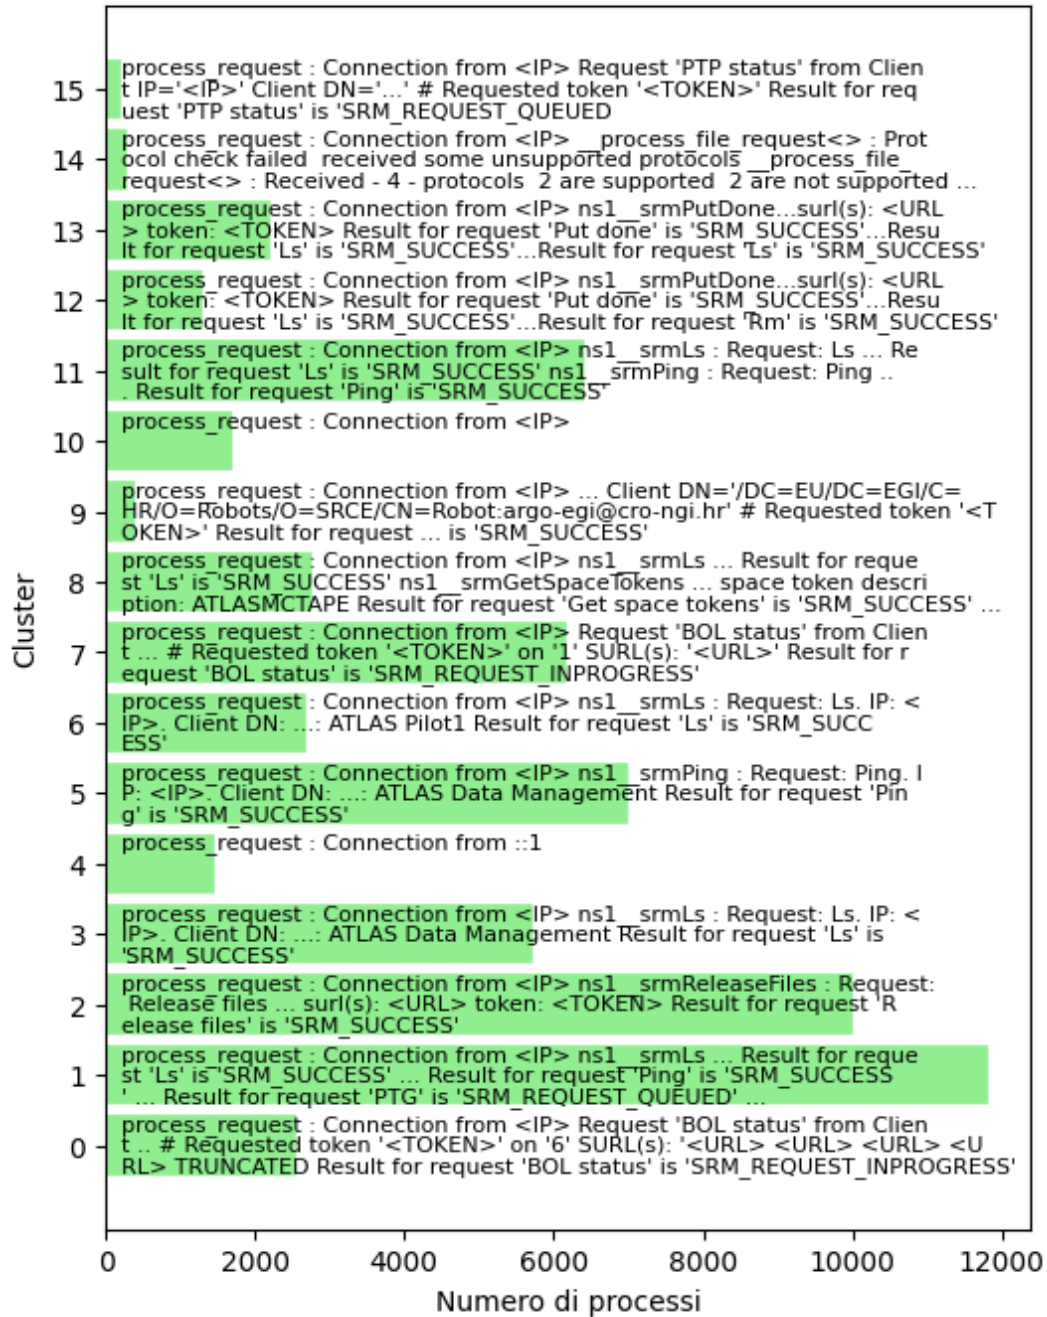 15
process_request : Connection from <IP> Request 'PTP status' from Clien
t IP='<IP>' Client DN='...' # Requested token '<TOKEN>' Result for req
uest 'PTP status' is 'SRM_REQUEST_QUEUED
14
process_request : Connection from <IP> __process_file_request<> : Prot
ocol check failed  received some unsupported protocols __process_file_
request<> : Received - 4 - protocols  2 are supported  2 are not supported ...
13
process_request : Connection from <IP> ns1__srmPutDone...surl(s): <URL
> token: <TOKEN> Result for request 'Put done' is 'SRM_SUCCESS'...Resu
lt for request 'Ls' is 'SRM_SUCCESS'...Result for request 'Ls' is 'SRM_SUCCESS'
12
process_request : Connection from <IP> ns1__srmPutDone...surl(s): <URL
> token: <TOKEN> Result for request 'Put done' is 'SRM_SUCCESS'...Resu
lt for request 'Ls' is 'SRM_SUCCESS'...Result for request 'Rm' is 'SRM_SUCCESS'
11
process_request : Connection from <IP> ns1__srmLs : Request: Ls ... Re
sult for request 'Ls' is 'SRM_SUCCESS' ns1__srmPing : Request: Ping ..
. Result for request 'Ping' is 'SRM_SUCCESS'
10
process_request : Connection from <IP>
9
process_request : Connection from <IP> ... Client DN='/DC=EU/DC=EGI/C=
HR/O=Robots/O=SRCE/CN=Robot:argo-egi@cro-ngi.hr' # Requested token '<T
OKEN>' Result for request ... is 'SRM_SUCCESS'
8
process_request : Connection from <IP> ns1__srmLs ... Result for reque
st 'Ls' is 'SRM_SUCCESS' ns1__srmGetSpaceTokens ... space token descri
ption: ATLASMCTAPE Result for request 'Get space tokens' is 'SRM_SUCCESS' ...
7
process_request : Connection from <IP> Request 'BOL status' from Clien
t ... # Requested token '<TOKEN>' on '1' SURL(s): '<URL>' Result for r
equest 'BOL status' is 'SRM_REQUEST_INPROGRESS'
6
process_request : Connection from <IP> ns1__srmLs : Request: Ls. IP: <
IP>. Client DN: ...: ATLAS Pilot1 Result for request 'Ls' is 'SRM_SUCC
ESS'
5
process_request : Connection from <IP> ns1__srmPing : Request: Ping. I
P: <IP>. Client DN: ...: ATLAS Data Management Result for request 'Pin
g' is 'SRM_SUCCESS'
4
process_request : Connection from ::1
3
process_request : Connection from <IP> ns1__srmLs : Request: Ls. IP: <
IP>. Client DN: ...: ATLAS Data Management Result for request 'Ls' is
'SRM_SUCCESS'
2
process_request : Connection from <IP> ns1__srmReleaseFiles : Request:
Release files ... surl(s): <URL> token: <TOKEN> Result for request 'R
elease files' is 'SRM_SUCCESS'
1
process_request : Connection from <IP> ns1__srmLs ... Result for reque
st 'Ls' is 'SRM_SUCCESS' ... Result for request 'Ping' is 'SRM_SUCCESS
' ... Result for request 'PTG' is 'SRM_REQUEST_QUEUED' ...
0
process_request : Connection from <IP> Request 'BOL status' from Clien
t .. # Requested token '<TOKEN>' on '6' SURL(s): '<URL> <URL> <URL> <U
RL> TRUNCATED Result for request 'BOL status' is 'SRM_REQUEST_INPROGRESS'
Cluster
0 2000 4000 6000 8000 10000 12000
Numero di processi